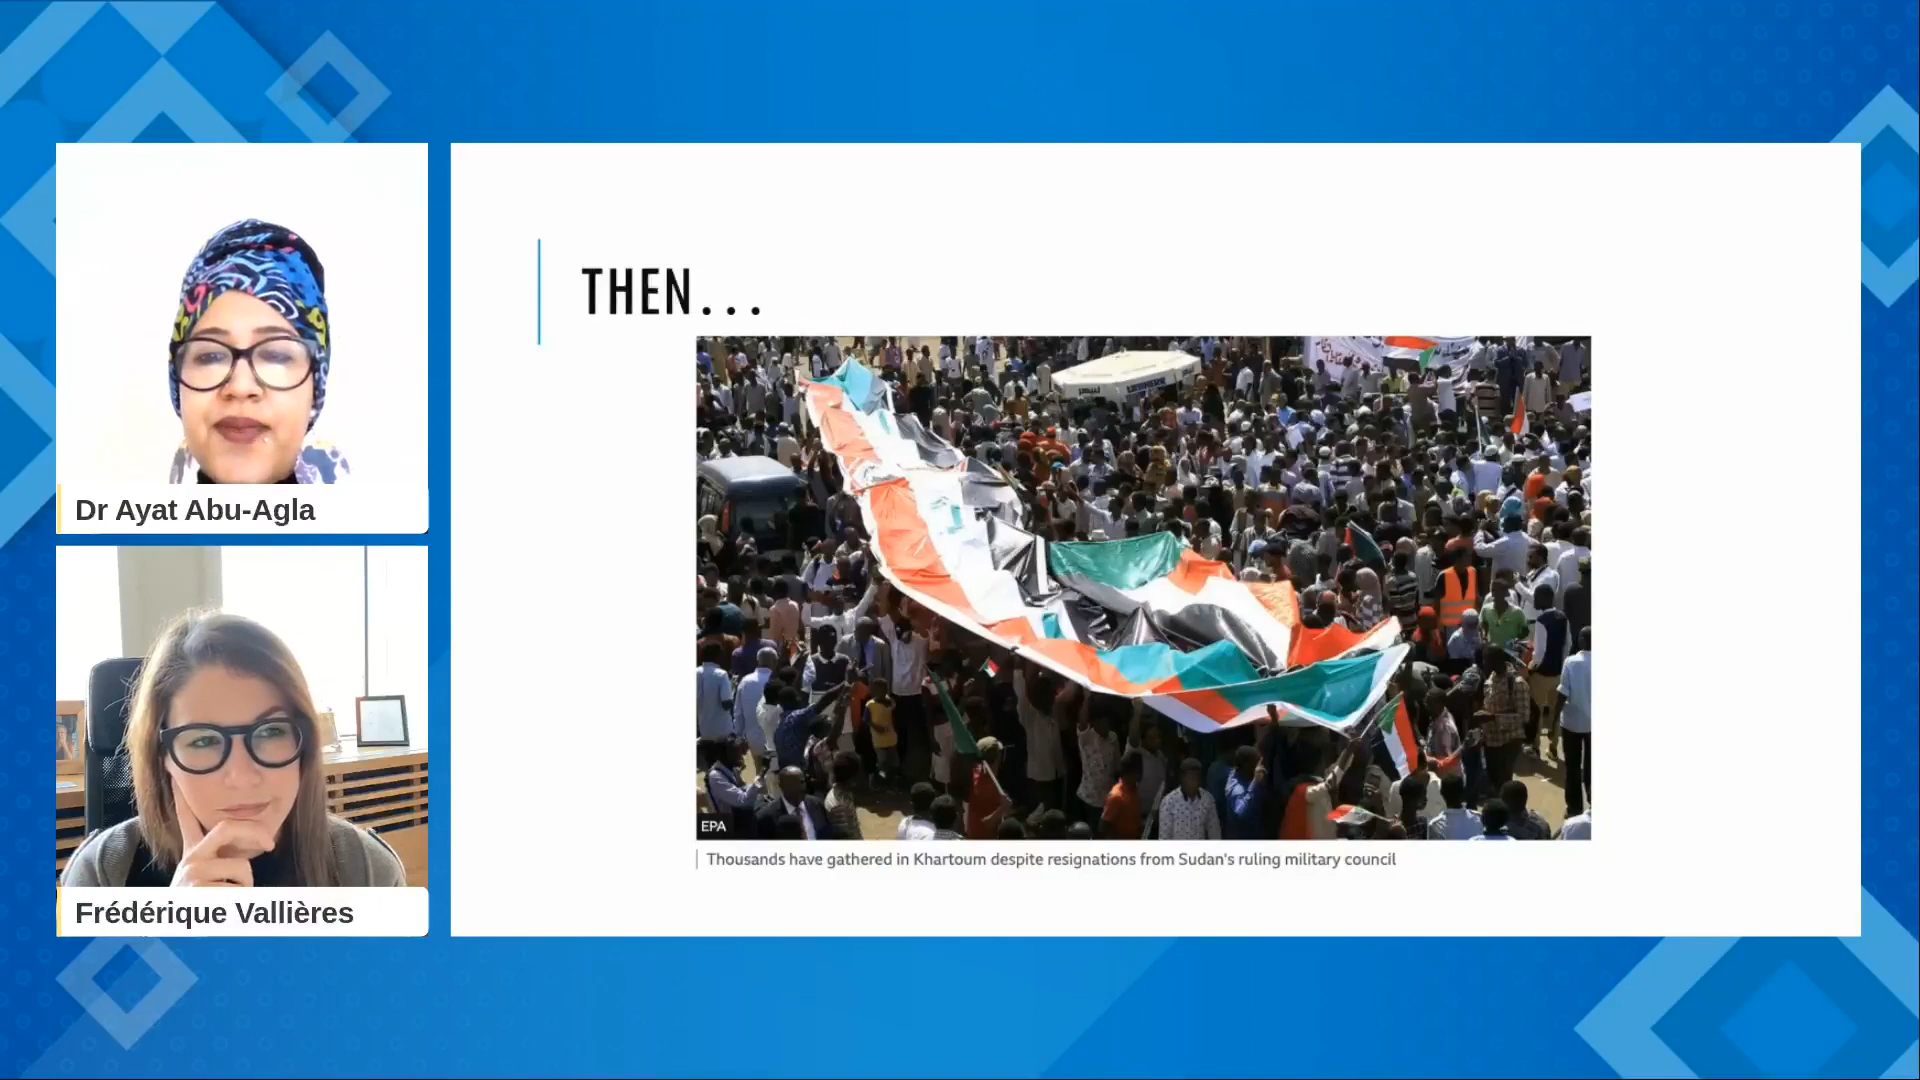 Dr Ayat Abu-Agla
Frédérique Vallières
THEN...
EPA
Thousands have gathered in Khartoum despite resignations from Sudan's ruling military council